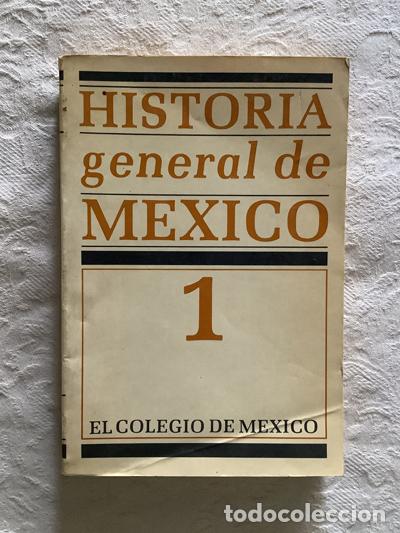 HISTORIA
general de
MEXICO
1
EL COLEGIO DE MEXICO
todocoleccion